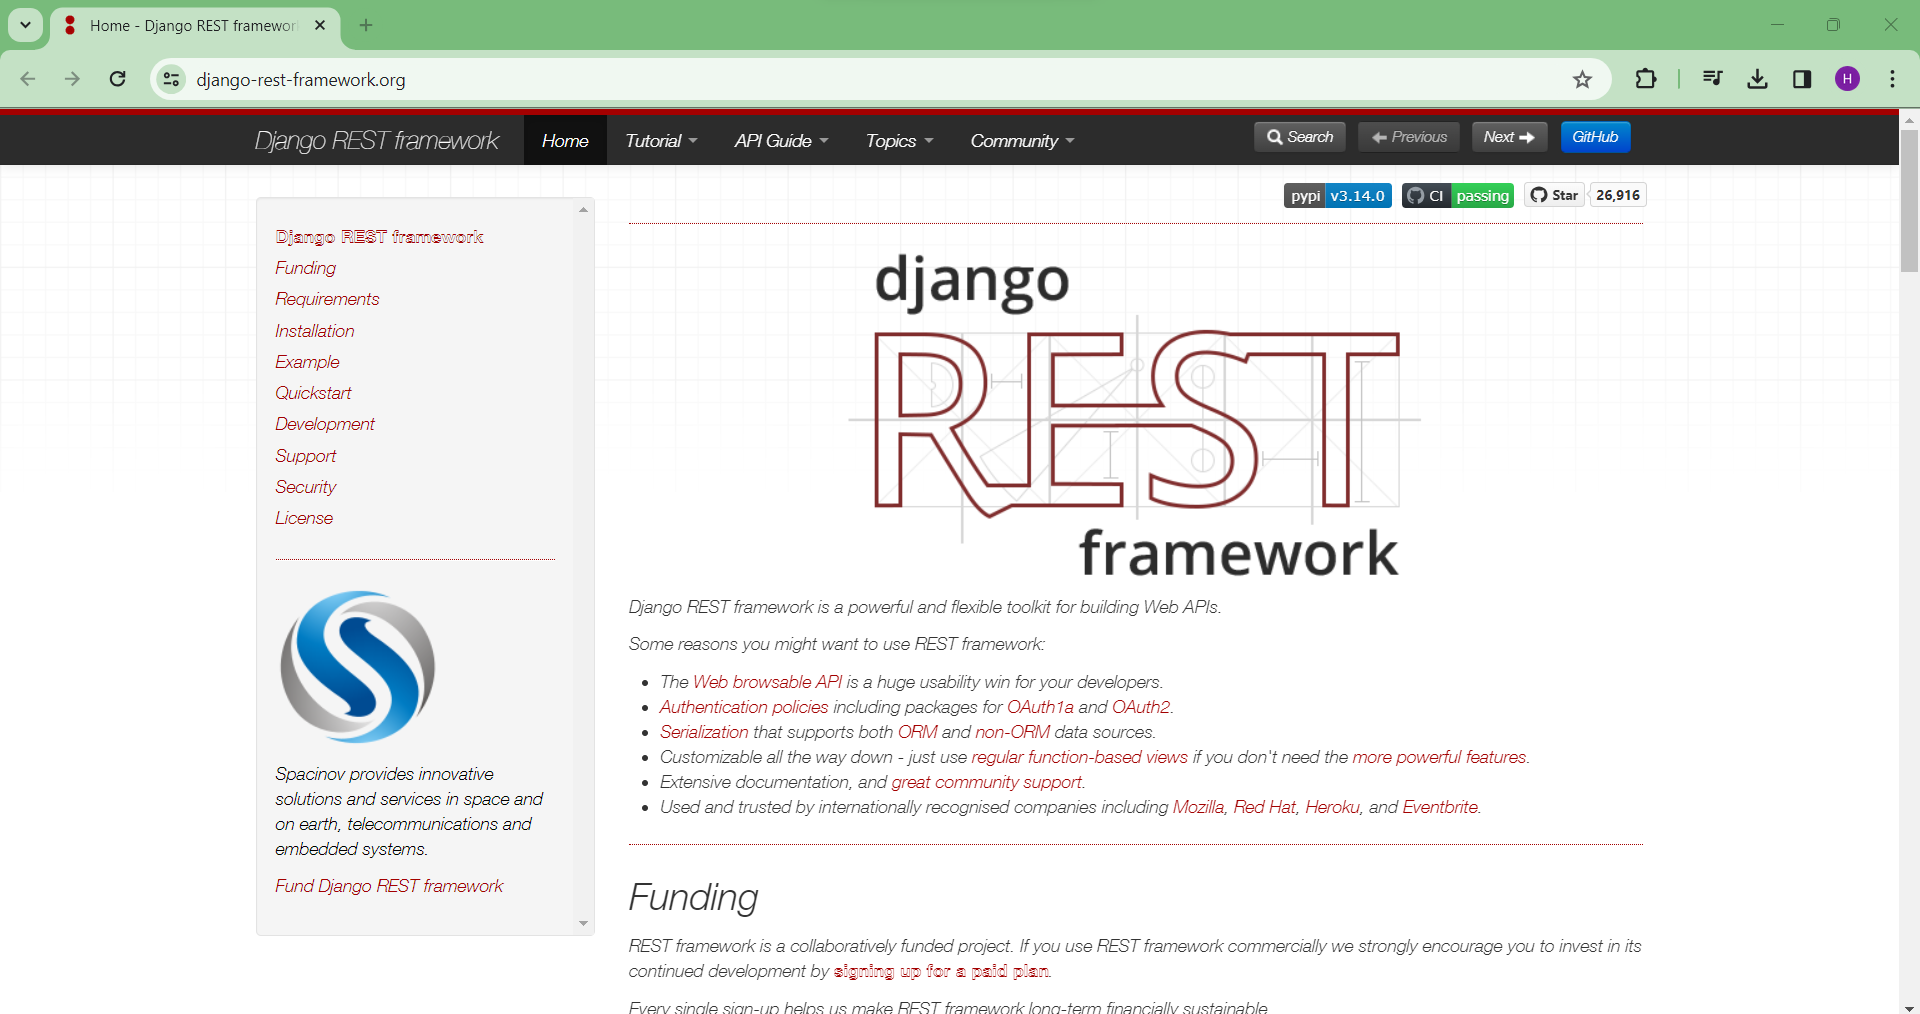 Home - Django REST framewor
django-rest-framework.org
H
Django REST framework Home Tutorial API Guide Topics Community Search Previous Next GitHub
pypi v3.14.0 CI passing Star 26,916
Django REST framework
Funding
Requirements
Installation
Example
Quickstart
Development
Support
Security
License
Spacinov provides innovative
solutions and services in space and
on earth, telecommunications and
embedded systems.
Fund Django REST framework
django
REST
framework
Django REST framework is a powerful and flexible toolkit for building Web APIs.
Some reasons you might want to use REST framework:
The Web browsable API is a huge usability win for your developers.
Authentication policies including packages for OAuth1a and OAuth2.
Serialization that supports both ORM and non-ORM data sources.
Customizable all the way down - just use regular function-based views if you don't need the more powerful features.
Extensive documentation, and great community support.
Used and trusted by internationally recognised companies including Mozilla, Red Hat, Heroku, and Eventbrite.
Funding
REST framework is a collaboratively funded project. If you use REST framework commercially we strongly encourage you to invest in its
continued development by signing up for a paid plan.
Every single sign-up helps us make REST framework long-term financially sustainable.